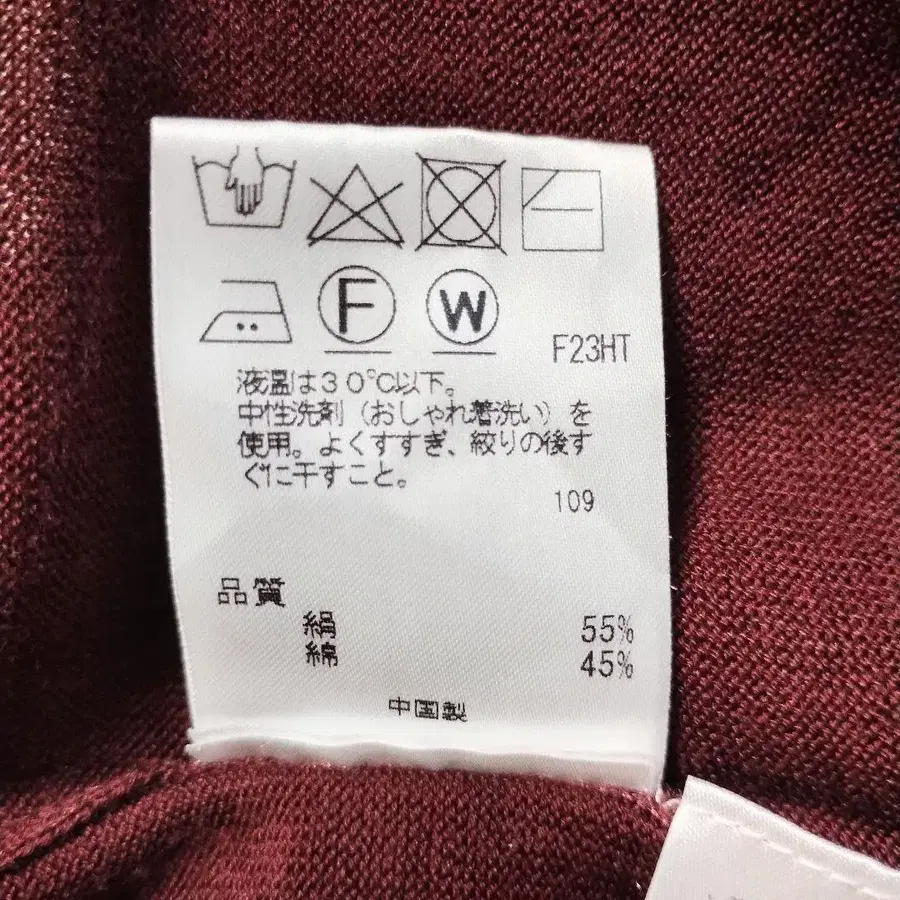 F
W
F23HT
液温は30℃以下。
中性洗剤（おしゃれ着洗い）を
使用。よくすすぎ、絞りの後す
ぐに干すこと。
109
品質
絹 55%
綿 45%
中国製